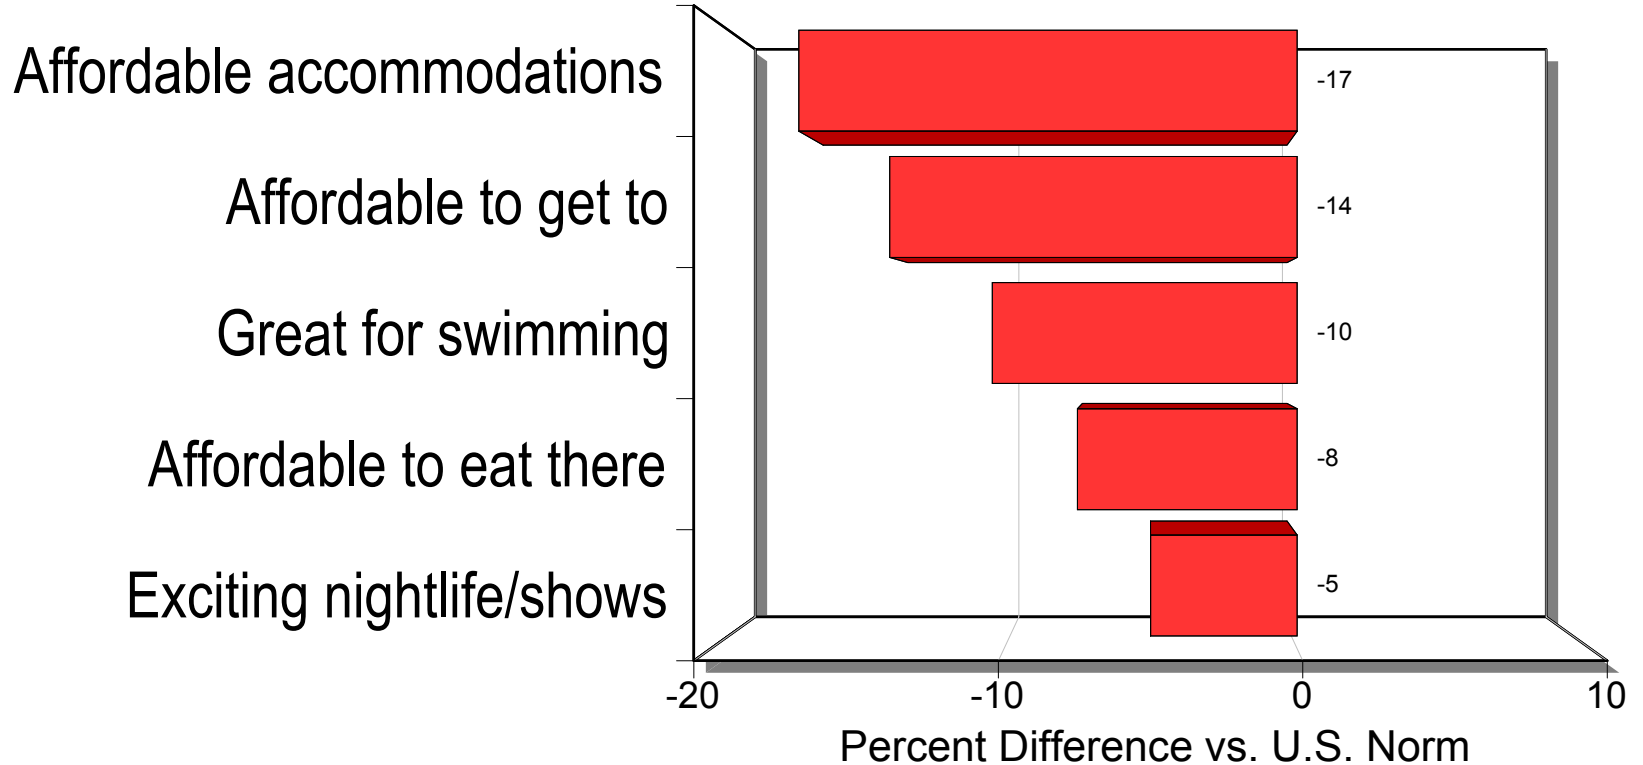 Affordable accommodations -17
Affordable to get to -14
Great for swimming -10
Affordable to eat there -8
Exciting nightlife/shows -5
-20 -10 0 10
Percent Difference vs. U.S. Norm